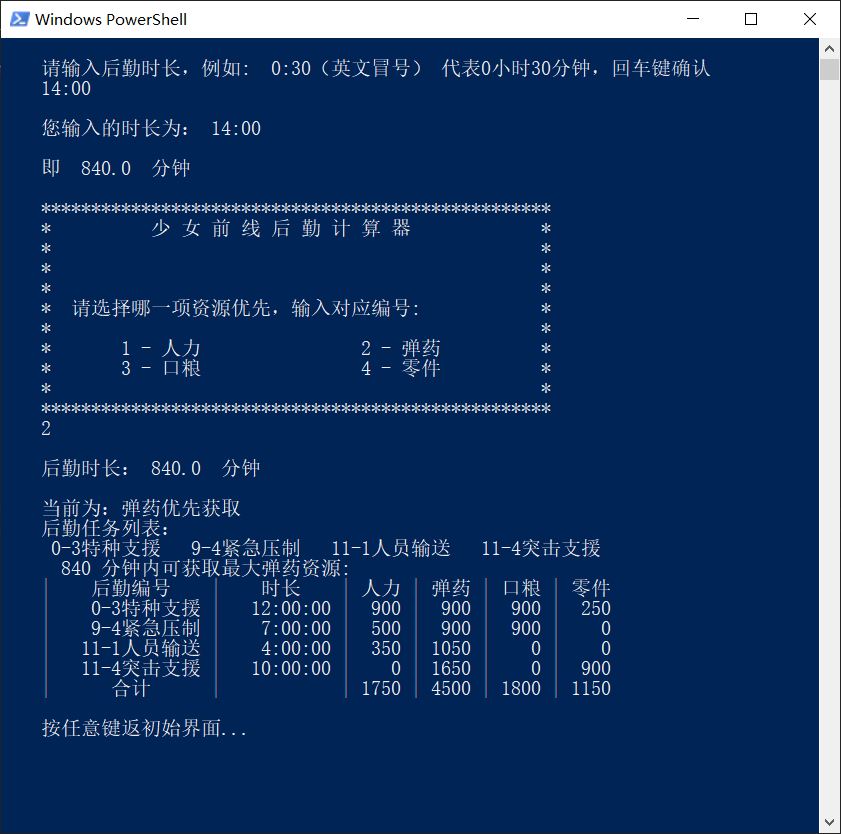 Windows PowerShell
请输入后勤时长，例如:  0:30（英文冒号） 代表0小时30分钟，回车键确认
14:00
您输入的时长为： 14:00
即  840.0  分钟
***************************************************
*          少 女 前 线 后 勤 计 算 器             *
*                                                 *
*                                                 *
*                                                 *
*  请选择哪一项资源优先，输入对应编号:            *
*                                                 *
*       1 - 人力                2 - 弹药          *
*       3 - 口粮                4 - 零件          *
*                                                 *
***************************************************
2
后勤时长： 840.0  分钟
当前为：弹药优先获取
后勤任务列表：
0-3特种支援   9-4紧急压制   11-1人员输送   11-4突击支援
840 分钟内可获取最大弹药资源:
|    后勤编号    |    时长    | 人力 | 弹药 | 口粮 | 零件
|    0-3特种支援 |   12:00:00 |  900 |  900 |  900 |  250
|    9-4紧急压制 |    7:00:00 |  500 |  900 |  900 |    0
|   11-1人员输送 |    4:00:00 |  350 | 1050 |    0 |    0
|   11-4突击支援 |   10:00:00 |    0 | 1650 |    0 |  900
|      合计      |            | 1750 | 4500 | 1800 | 1150
按任意键返初始界面...